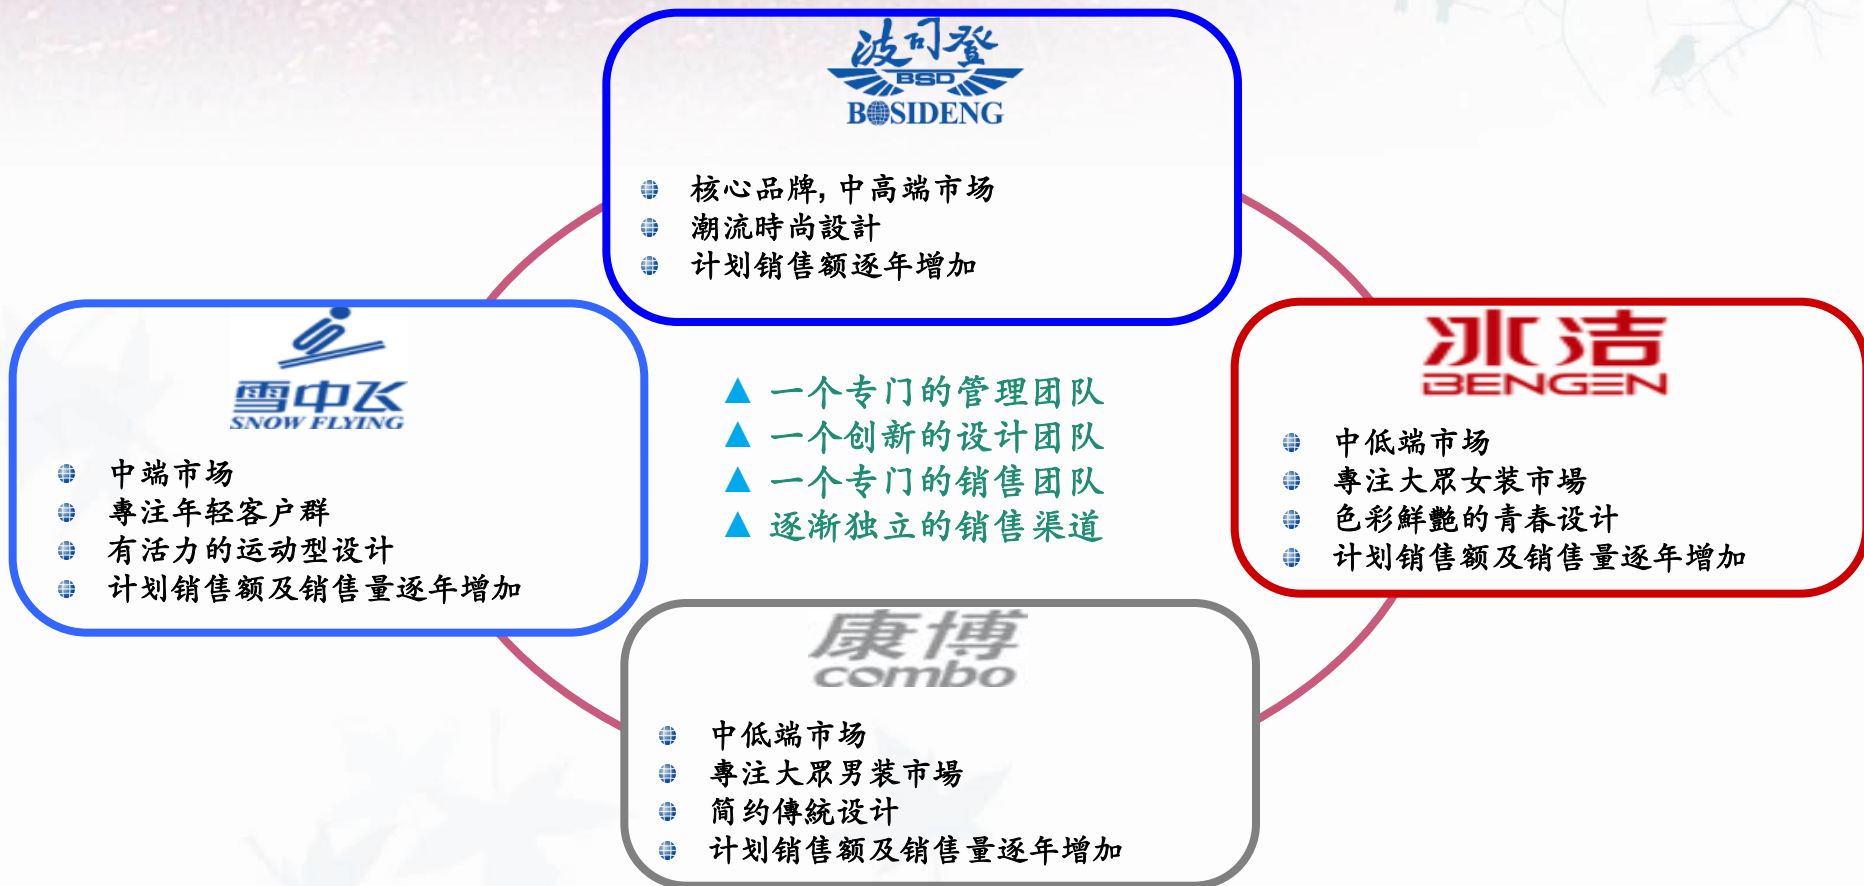 波司登
BSD
BOSIDENG
核心品牌, 中高端市场
潮流時尚設計
计划销售额逐年增加
雪中飞
SNOW FLYING
中端市场
專注年轻客户群
有活力的运动型设计
计划销售额及销售量逐年增加
▲ 一个专门的管理团队
▲ 一个创新的设计团队
▲ 一个专门的销售团队
▲ 逐渐独立的销售渠道
冰洁
BENGEN
中低端市场
專注大眾女装市場
色彩鮮艷的青春设计
计划销售额及销售量逐年增加
康博
combo
中低端市场
專注大眾男装市場
简约傳統设计
计划销售额及销售量逐年增加